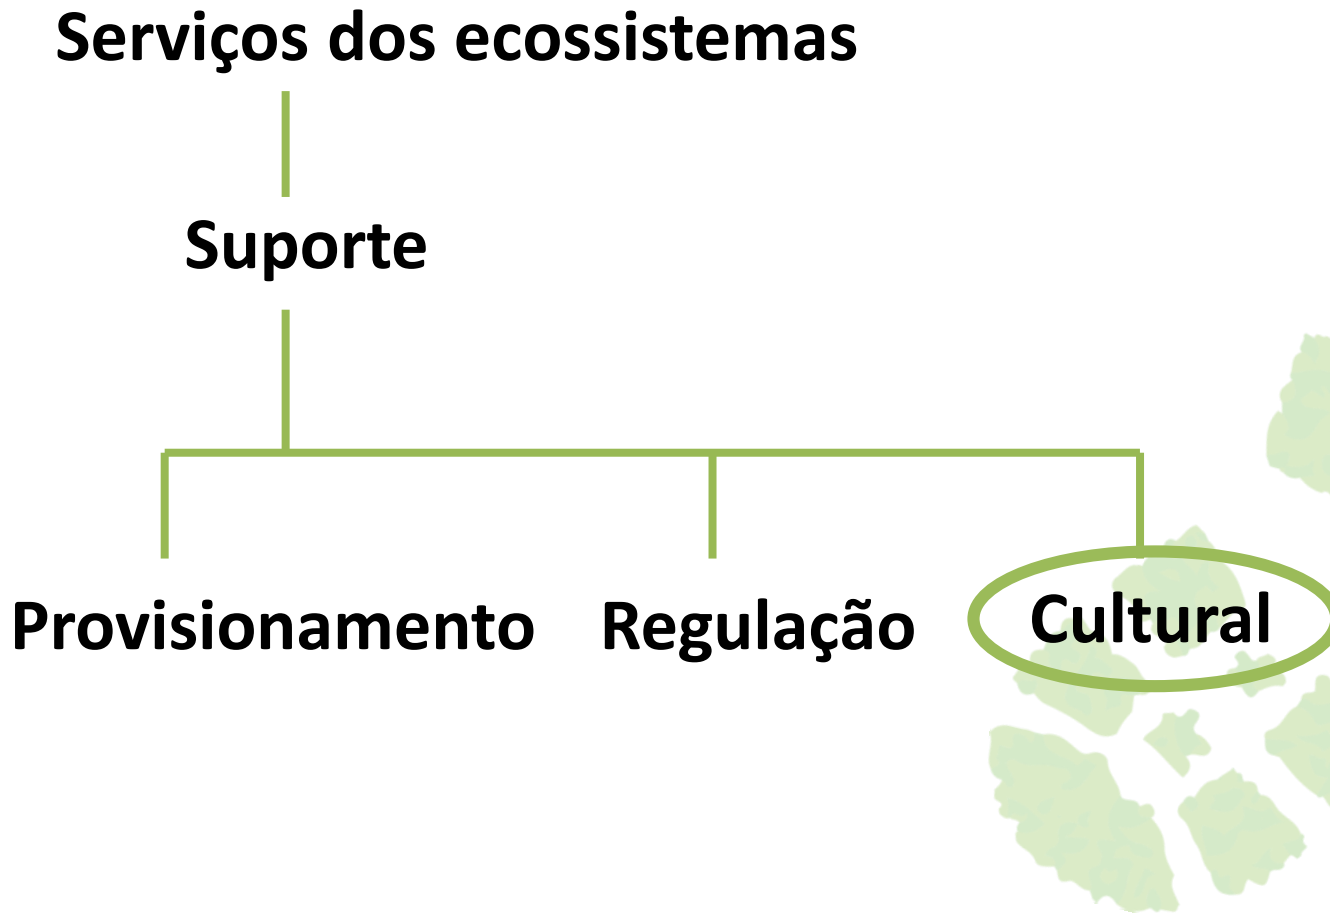 Serviços dos ecossistemas
Suporte
Provisionamento Regulação Cultural